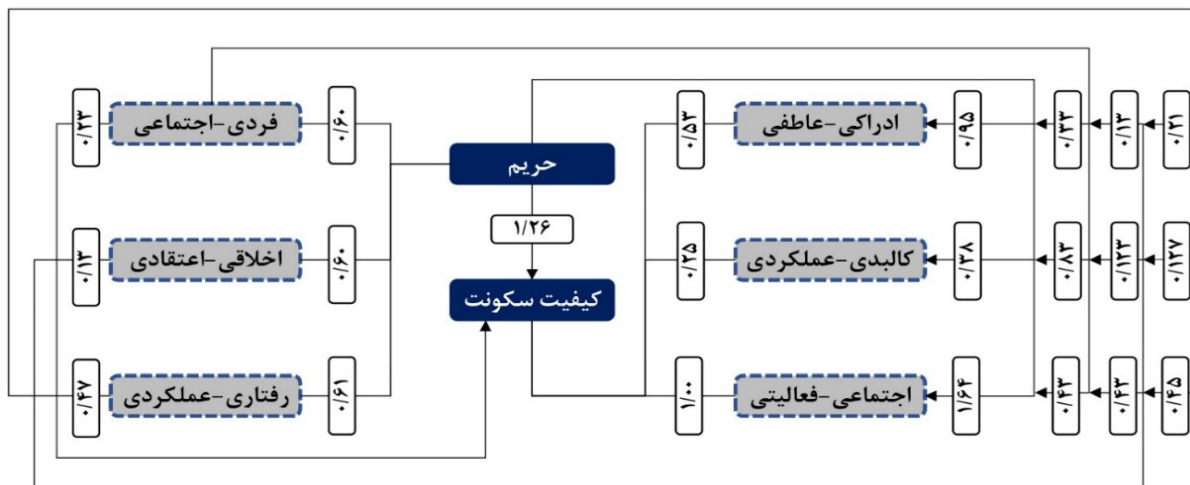 ۰/۲۳
فردی-اجتماعی
۰/۶۰
حریم
۰/۵۳
ادراکی-عاطفی
۰/۹۵
۰/۳۳
۰/۱۳
۰/۲۱
۱/۲۶
۰/۱۳
اخلاقی-اعتقادی
۰/۶۰
کیفیت سکونت
۰/۲۵
کالبدی-عملکردی
۰/۳۸
۰/۸۳
۰/۱۲۳
۰/۱۲۷
۰/۴۷
رفتاری-عملکردی
۰/۶۱
۱/۰۰
اجتماعی-فعالیتی
۱/۶۴
۰/۴۳
۰/۴۳
۰/۴۵